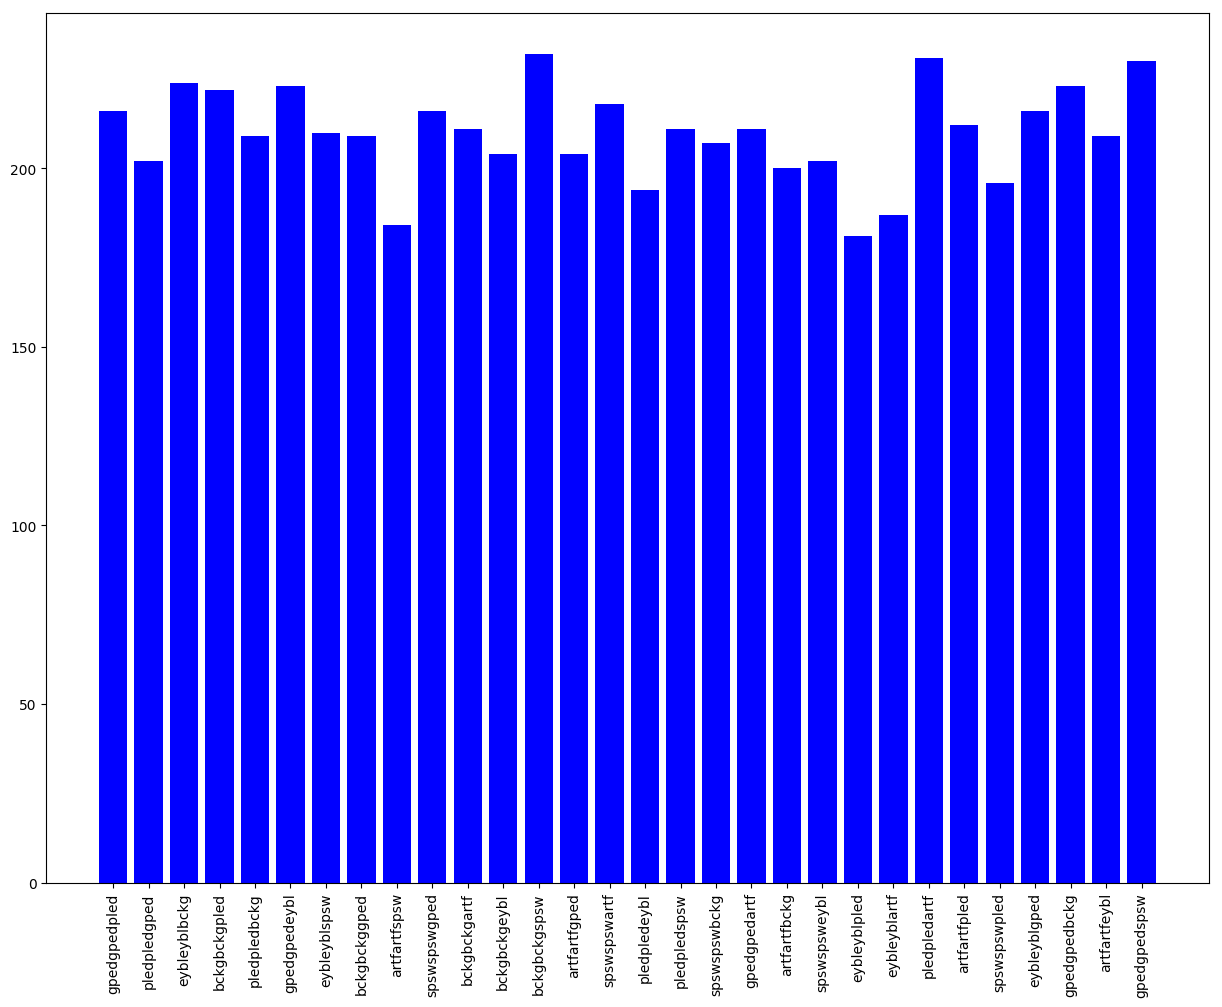 200
150
100
50
0
gpedgpedpled
pledpledgped
eybleyblbckg
bckgbckgpled
pledpledbckg
gpedgpedeybl
eybleyblspsw
bckgbckggped
artfartfspsw
spswspswgped
bckgbckgartf
bckgbckgeybl
bckgbckgspsw
artfartfgped
spswspswartf
pledpledeybl
pledpledspsw
spswspswbckg
gpedgpedartf
artfartfbckg
spswspsweybl
eybleyblpled
eybleyblartf
pledpledartf
artfartfpled
spswspswpled
eybleyblgped
gpedgpedbckg
artfartfeybl
gpedgpedspsw